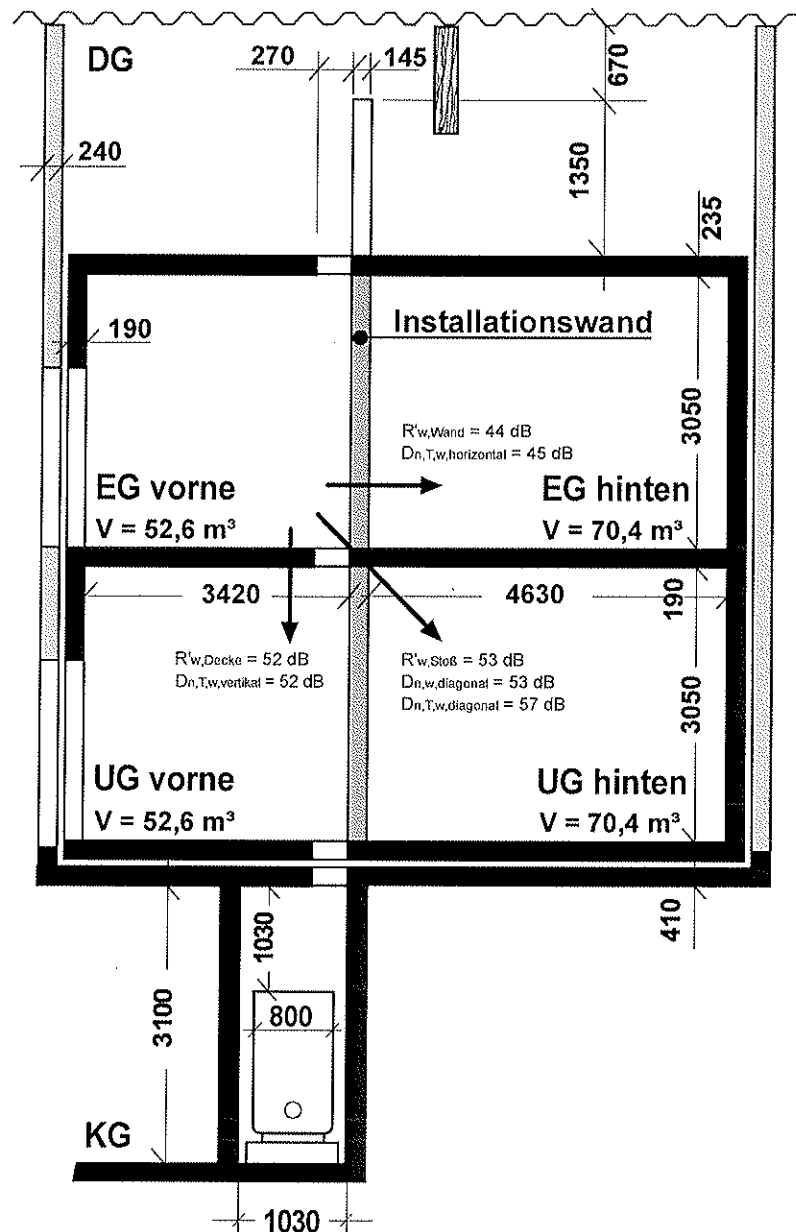 DG
270
145
670
240
1350
235
190
Installationswand
3050
R'w,Wand = 44 dB
Dn,T,w,horizontal = 45 dB
EG vorne
V = 52,6 m³
EG hinten
V = 70,4 m³
3420
4630
190
R'w,Decke = 52 dB
Dn,T,w,vertikal = 52 dB
R'w,Stoß = 53 dB
Dn,w,diagonal = 53 dB
Dn,T,w,diagonal = 57 dB
3050
UG vorne
V = 52,6 m³
UG hinten
V = 70,4 m³
1030
410
3100
800
KG
1030